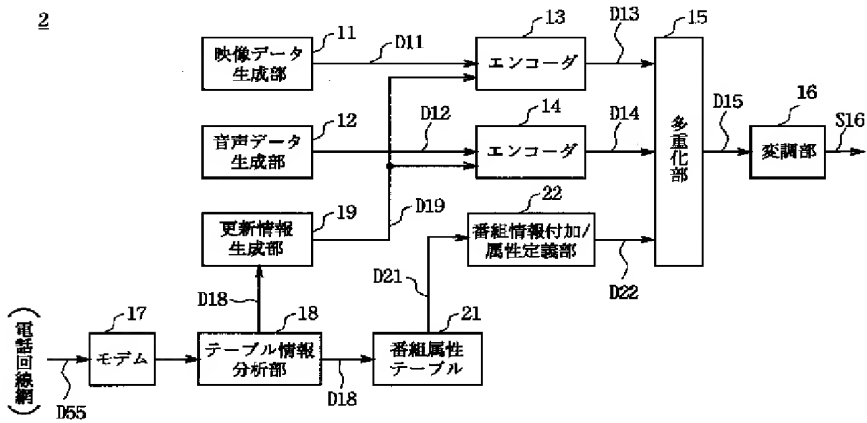 2
11
映像データ
生成部
D11
13
エンコーダ
D13
15
多重化部
12
音声データ
生成部
D12
14
エンコーダ
D14
D15
16
変調部
S16
19
更新情報
生成部
D19
22
番組情報付加/
属性定義部
D21
D22
D18
17
モデム
18
テーブル情報
分析部
D18
21
番組属性
テーブル
(電話回線網)
D55